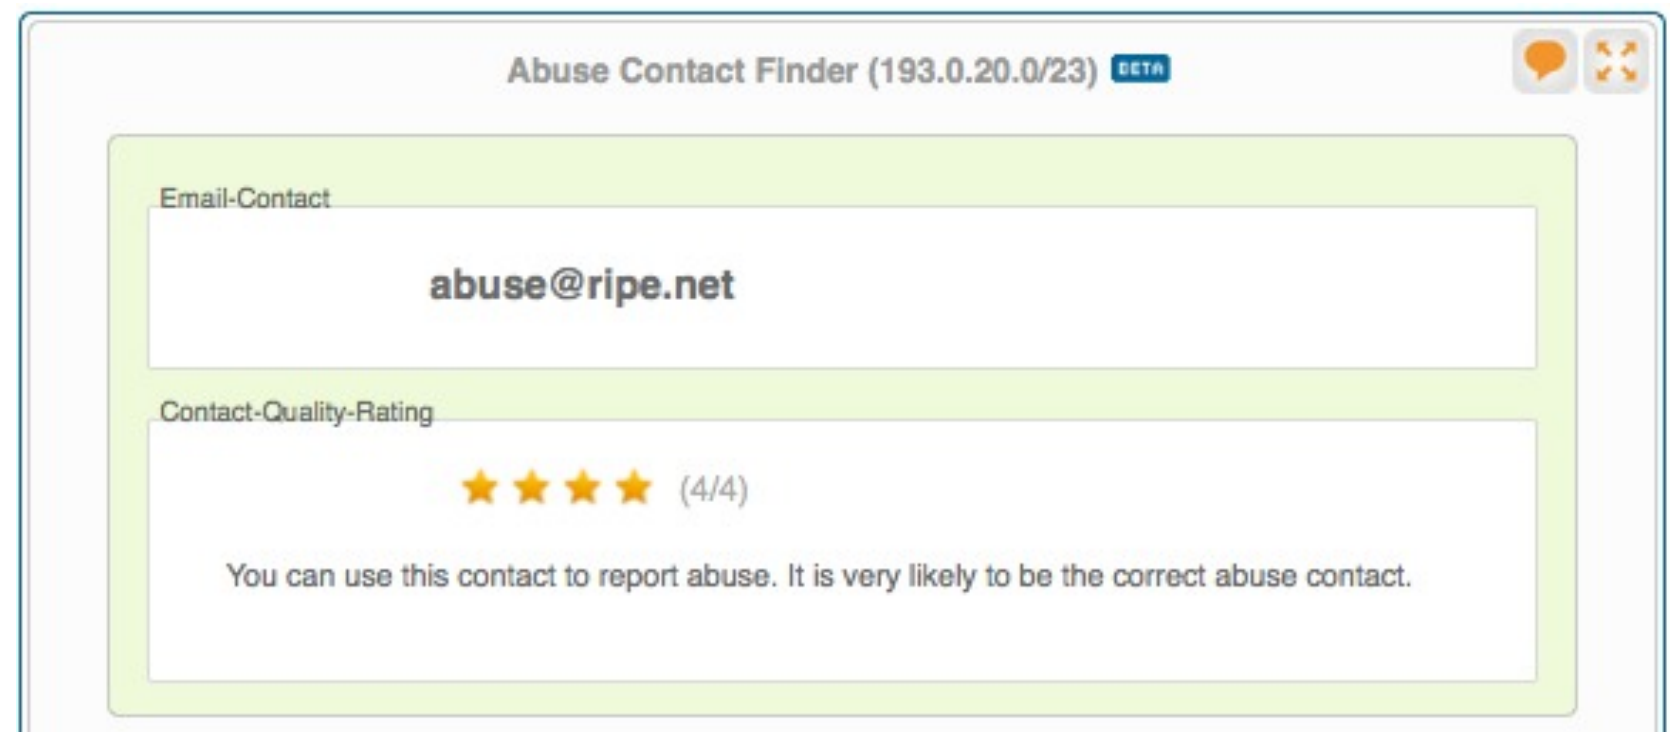 Abuse Contact Finder (193.0.20.0/23) BETA
Email-Contact
abuse@ripe.net
Contact-Quality-Rating
(4/4)
You can use this contact to report abuse. It is very likely to be the correct abuse contact.